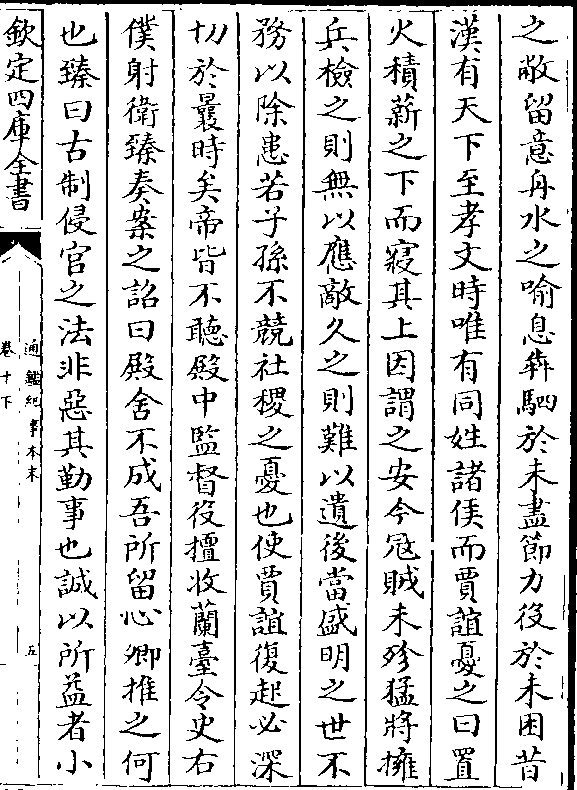 之敝留意舟水之喻息犇駟於未盡節力役於未困昔
漢有天下至孝文時唯有同姓諸侯而賈誼憂之曰置
火積薪之下而寢其上因謂之安今宼賊未殄猛將擁
兵檢之則無以應敵久之則難以遺後當盛明之世不
務以除患若子孫不競社稷之憂也使賈誼復起必深
切於曩時矣帝皆不聽殿中監督役擅收蘭臺令史右
僕射衛臻奏案之詔曰殿舍不成吾所留心卿推之何
也臻曰古制侵官之法非惡其勤事也誠以所益者小
欽定四庫全書
通鑑紀事本末
卷十下
五